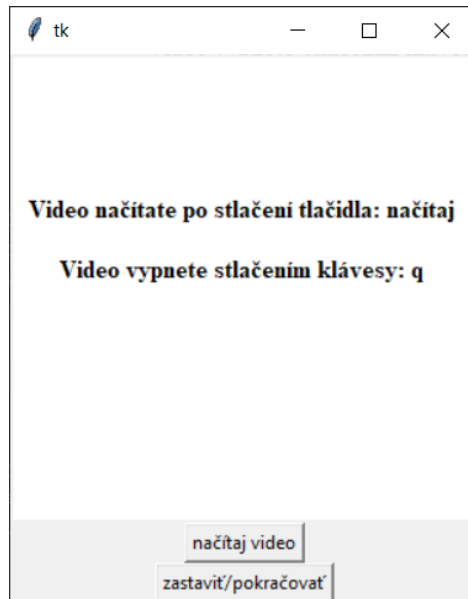 tk
Video načítate po stlačení tlačidla: načítaj
Video vypnete stlačením klávesy: q
načítaj video
zastaviť/pokračovať